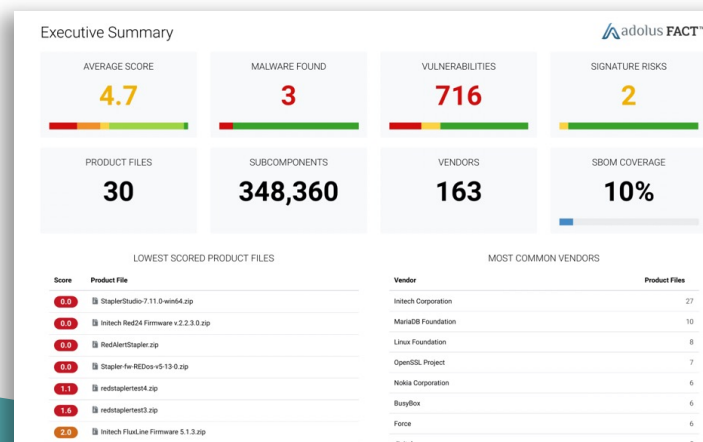 Executive Summary
adolus FACT™
AVERAGE SCORE
4.7
MALWARE FOUND
3
VULNERABILITIES
716
SIGNATURE RISKS
2
PRODUCT FILES
30
SUBCOMPONENTS
348,360
VENDORS
163
SBOM COVERAGE
10%
LOWEST SCORED PRODUCT FILES
Score Product File
0.0 StaplerStudio-7.11.0-win64.zip
0.0 Initech Red24 Firmware v.2.2.3.0.zip
0.0 RedAlertStapler.zip
0.0 Stapler-fw-REDos-v5-13-0.zip
1.1 redstaplertest4.zip
1.6 redstaplertest3.zip
2.0 Initech FluxLine Firmware 5.1.3.zip
MOST COMMON VENDORS
Vendor Product Files
Initech Corporation 27
MariaDB Foundation 10
Linux Foundation 8
OpenSSL Project 7
Nokia Corporation 6
BusyBox 6
Force 6